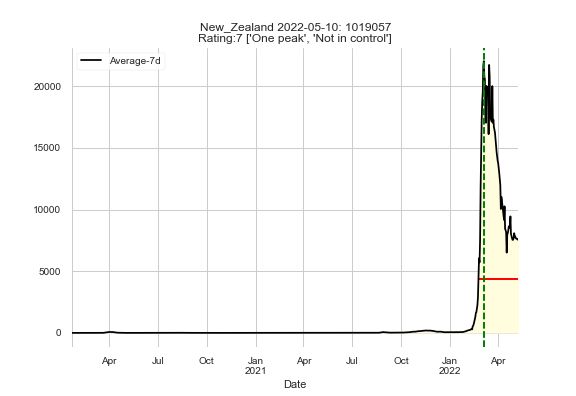 New_Zealand 2022-05-10: 1019057
Rating:7 ['One peak', 'Not in control']
Average-7d
20000
15000
10000
5000
0
Apr
Jul
Oct
Jan
2021
Apr
Jul
Oct
Jan
2022
Apr
Date